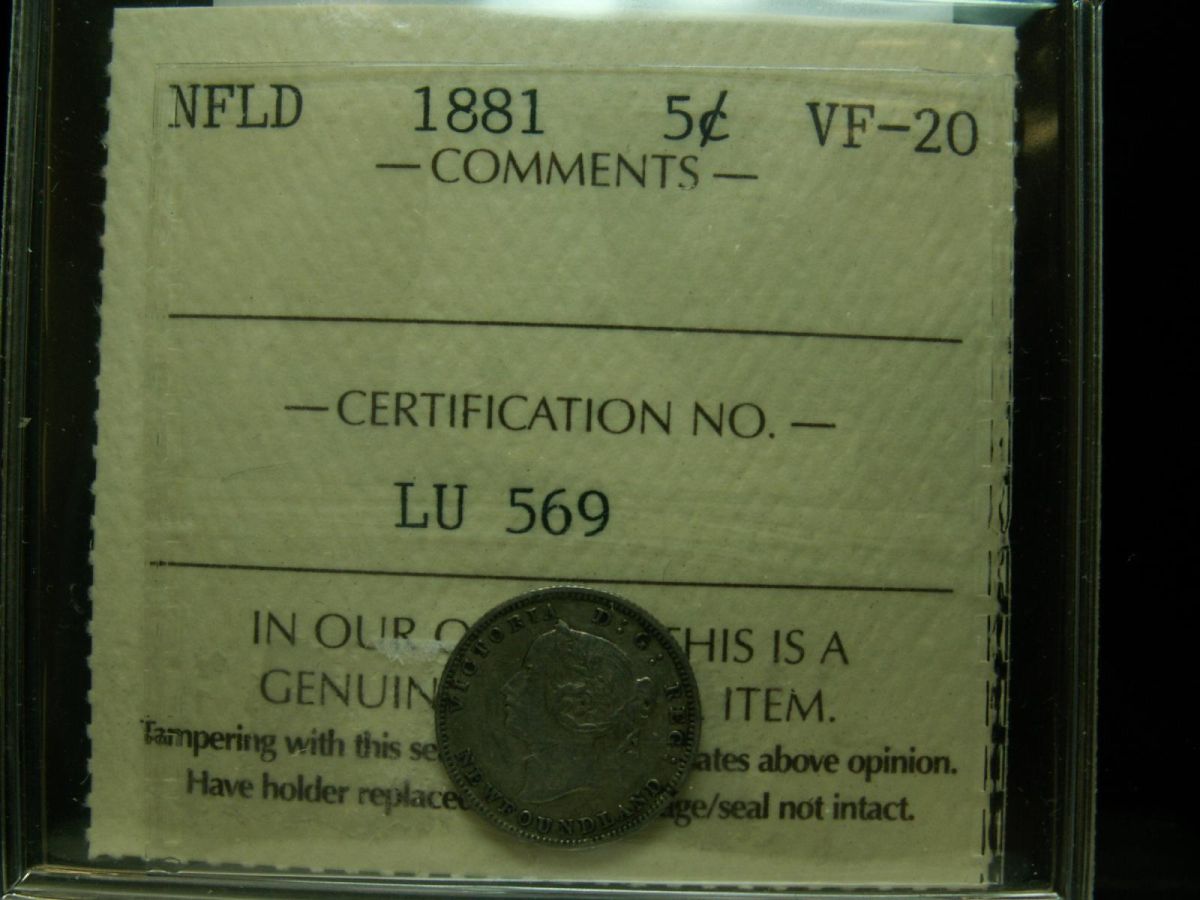 NFLD 1881 5¢ VF-20
— COMMENTS —
— CERTIFICATION NO. —
LU 569
IN OUR O THIS IS A
GENUIN L ITEM.
Tampering with this se ates above opinion.
Have holder replaced age/seal not intact.
VICTORIA D:G: REG:
NEWFOUNDLAND